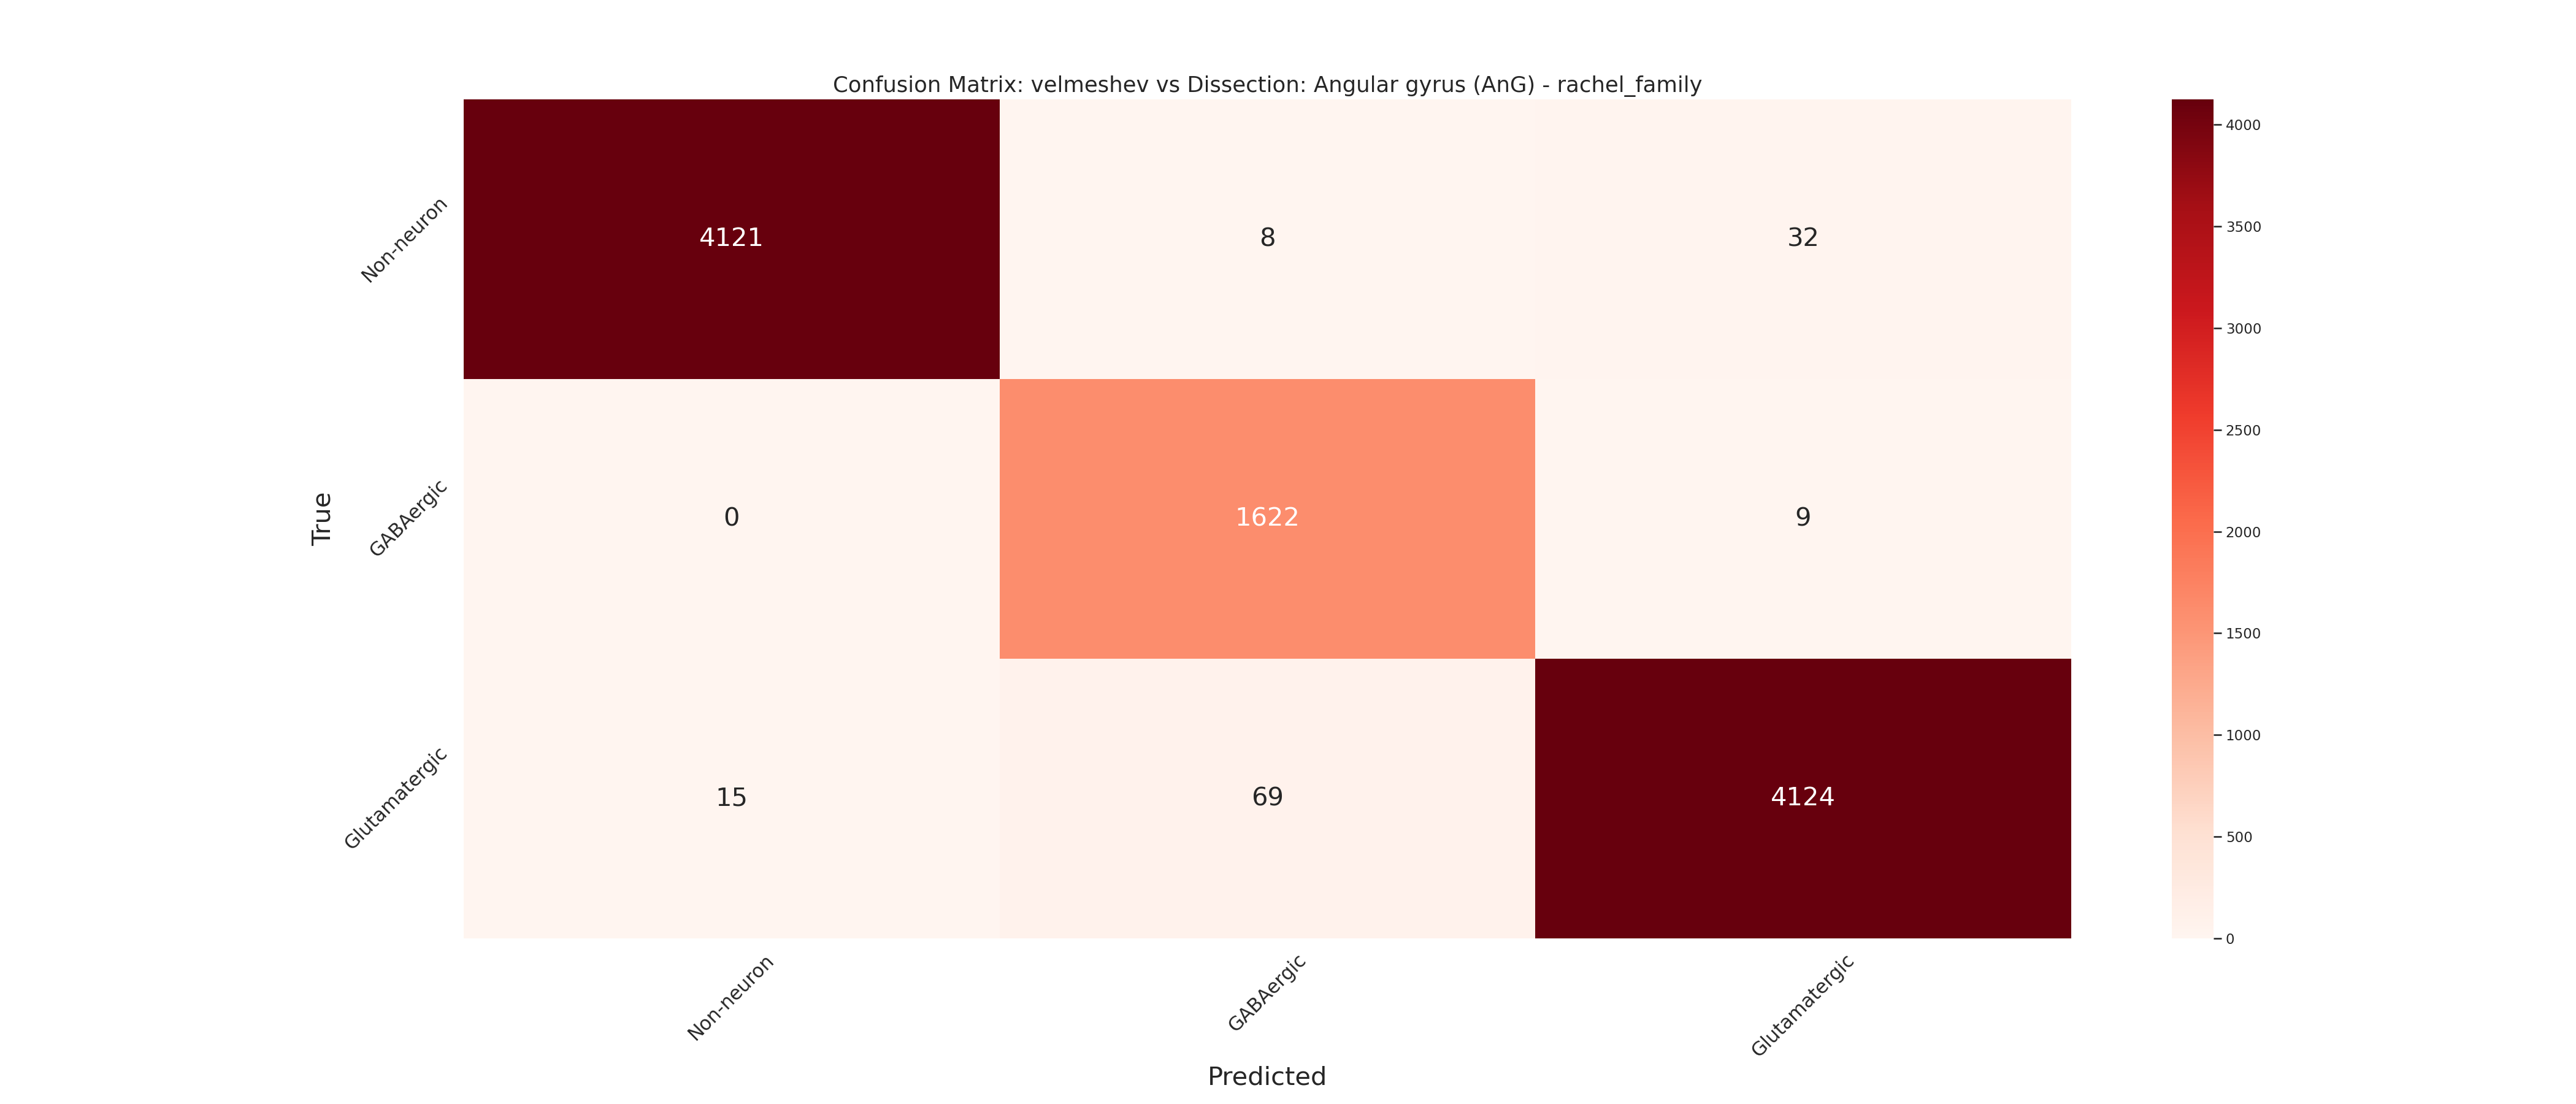 Confusion Matrix: velmeshev vs Dissection: Angular gyrus (AnG) - rachel_family
True
Non-neuron
4121
8
32
GABAergic
0
1622
9
Glutamatergic
15
69
4124
Non-neuron
GABAergic
Glutamatergic
Predicted
4000
3500
3000
2500
2000
1500
1000
500
0